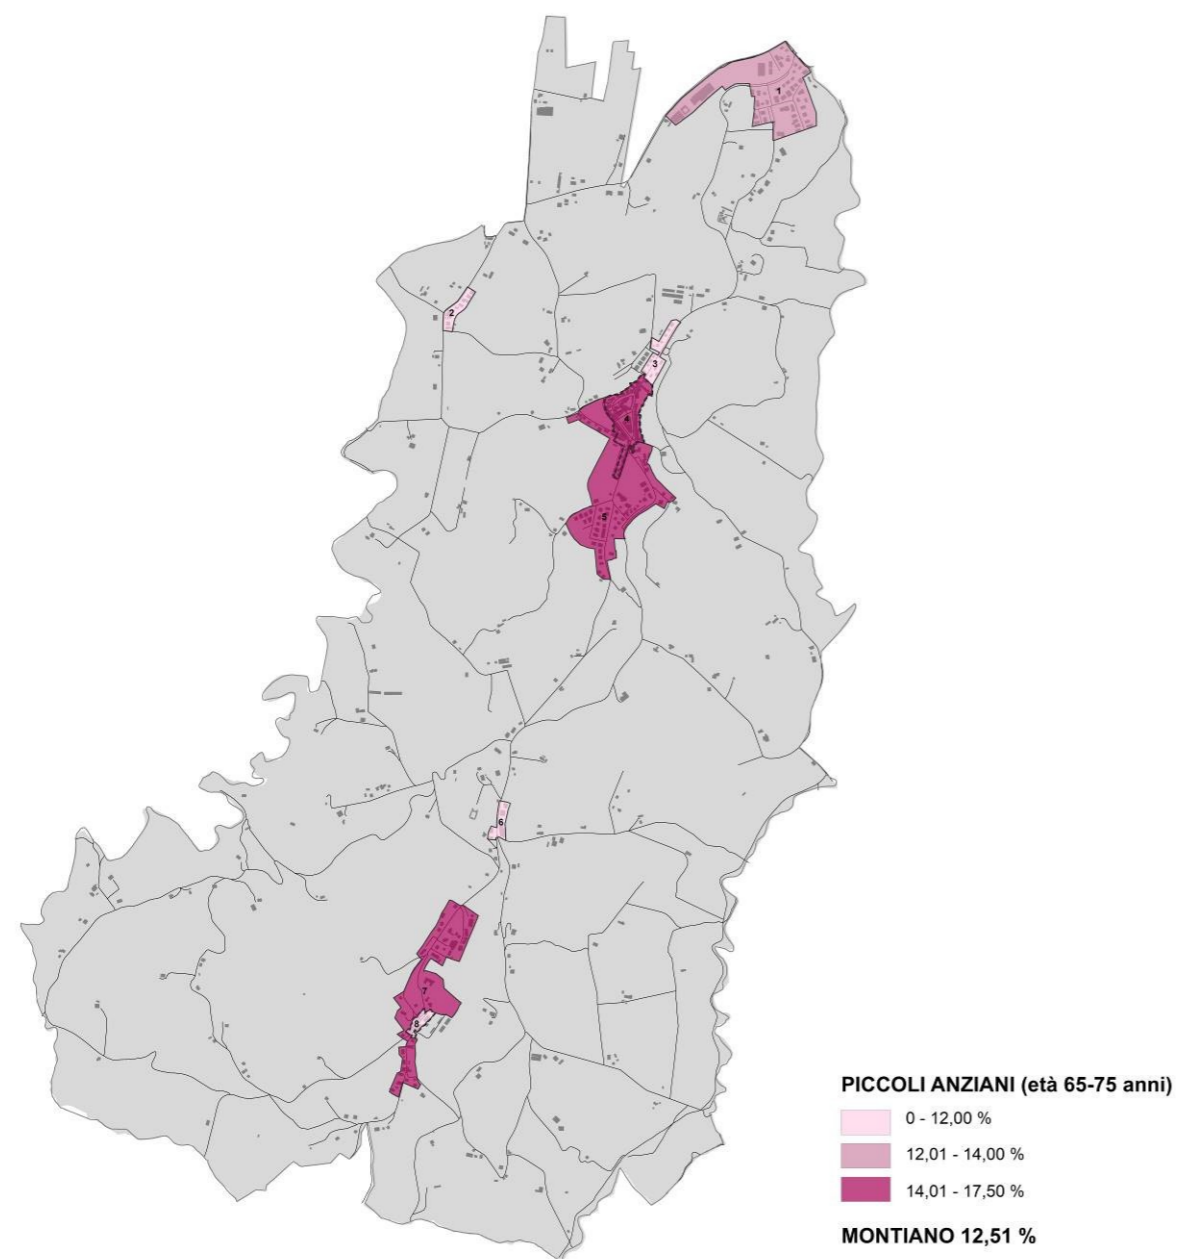 1
2
3
4
5
6
7
8
PICCOLI ANZIANI (età 65-75 anni)
0 - 12,00 %
12,01 - 14,00 %
14,01 - 17,50 %
MONTIANO 12,51 %